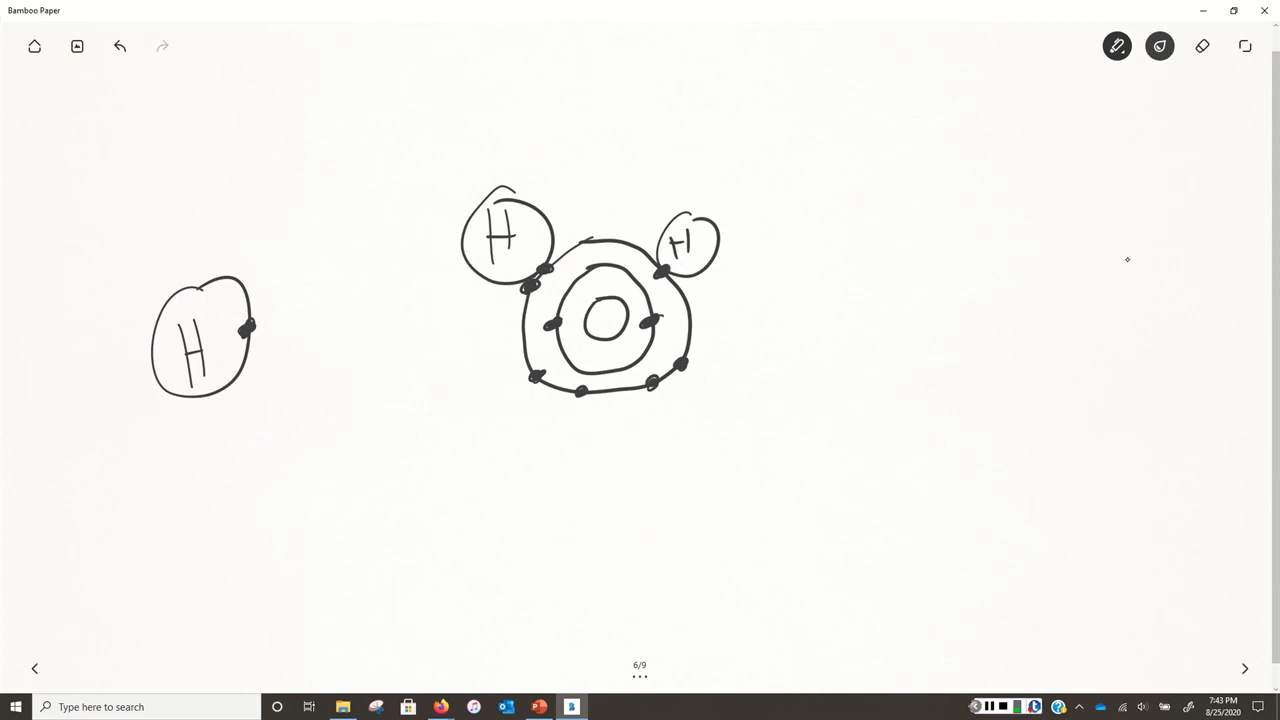 Bamboo Paper
H
H
H
6/9
Type here to search
7:43 PM
8/25/2020